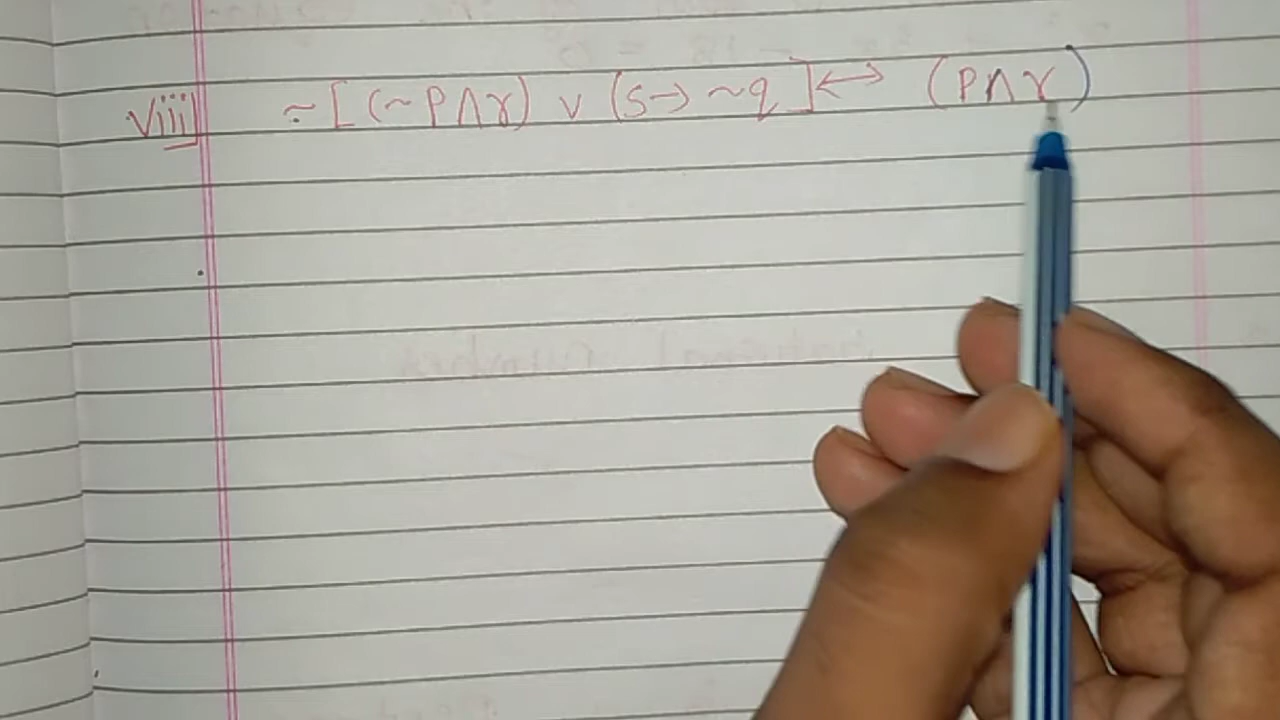 viii] ~[(~p∧r) ∨ (s→ ~q]↔ (p∧r)